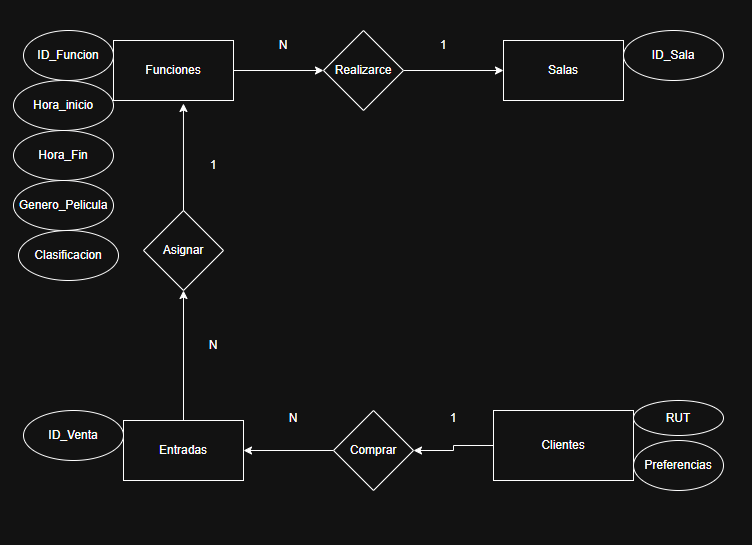 ID_Funcion
Funciones
N
Realizarce
1
Salas
ID_Sala
Hora_inicio
Hora_Fin
1
Genero_Pelicula
Clasificacion
Asignar
N
ID_Venta
Entradas
N
Comprar
1
Clientes
RUT
Preferencias